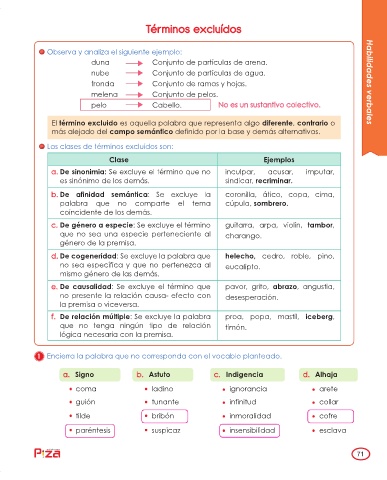 Términos excluidos
Habilidades verbales
Observa y analiza el siguiente ejemplo:
duna Conjunto de partículas de arena.
nube Conjunto de partículas de agua.
fronda Conjunto de ramas y hojas.
melena Conjunto de pelos.
pelo Cabello. No es un sustantivo colectivo.
El término excluido es aquella palabra que representa algo diferente, contrario o
más alejado del campo semántico definido por la base y demás alternativas.
Las clases de términos excluidos son:
Clase Ejemplos
a. De sinonimia: Se excluye el término que no
es sinónimo de los demás.
inculpar, acusar, imputar,
sindicar, recriminar.
b. De afinidad semántica: Se excluye la
palabra que no comparte el tema
coincidente de los demás.
coronilla, ático, copa, cima,
cúpula, sombrero.
c. De género a especie: Se excluye el término
que no sea una especie perteneciente al
género de la premisa.
guitarra, arpa, violín, tambor,
charango.
d. De cogeneridad: Se excluye la palabra que
no sea específica y que no pertenezca al
mismo género de las demás.
helecho, cedro, roble, pino,
eucalipto.
e. De causalidad: Se excluye el término que
no presente la relación causa- efecto con
la premisa o viceversa.
pavor, grito, abrazo, angustia,
desesperación.
f. De relación múltiple: Se excluye la palabra
que no tenga ningún tipo de relación
lógica necesaria con la premisa.
proa, popa, mastil, iceberg,
timón.
1 Encierra la palabra que no corresponda con el vocablo planteado.
a. Signo
• coma
• guión
• tilde
• paréntesis
b. Astuto
• ladino
• tunante
• bribón
• suspicaz
c. Indigencia
• ignorancia
• infinitud
• inmoralidad
• insensibilidad
d. Alhaja
• arete
• collar
• cofre
• esclava
Pizza
71